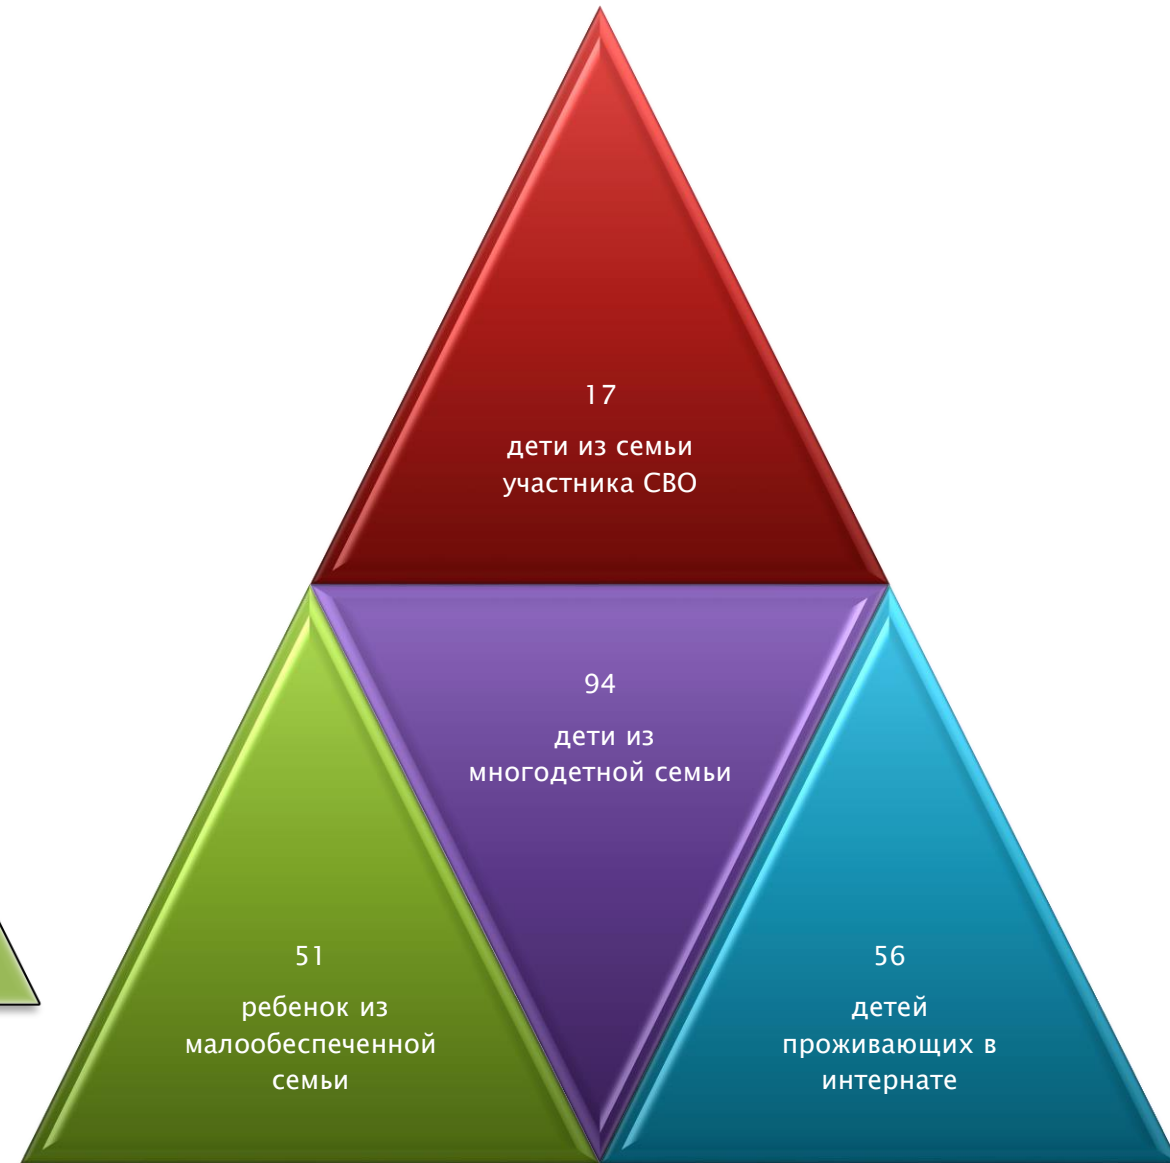 17
дети из семьи
участника СВО
94
дети из
многодетной семьи
51
ребенок из
малообеспеченной
семьи
56
детей
проживающих в
интернате